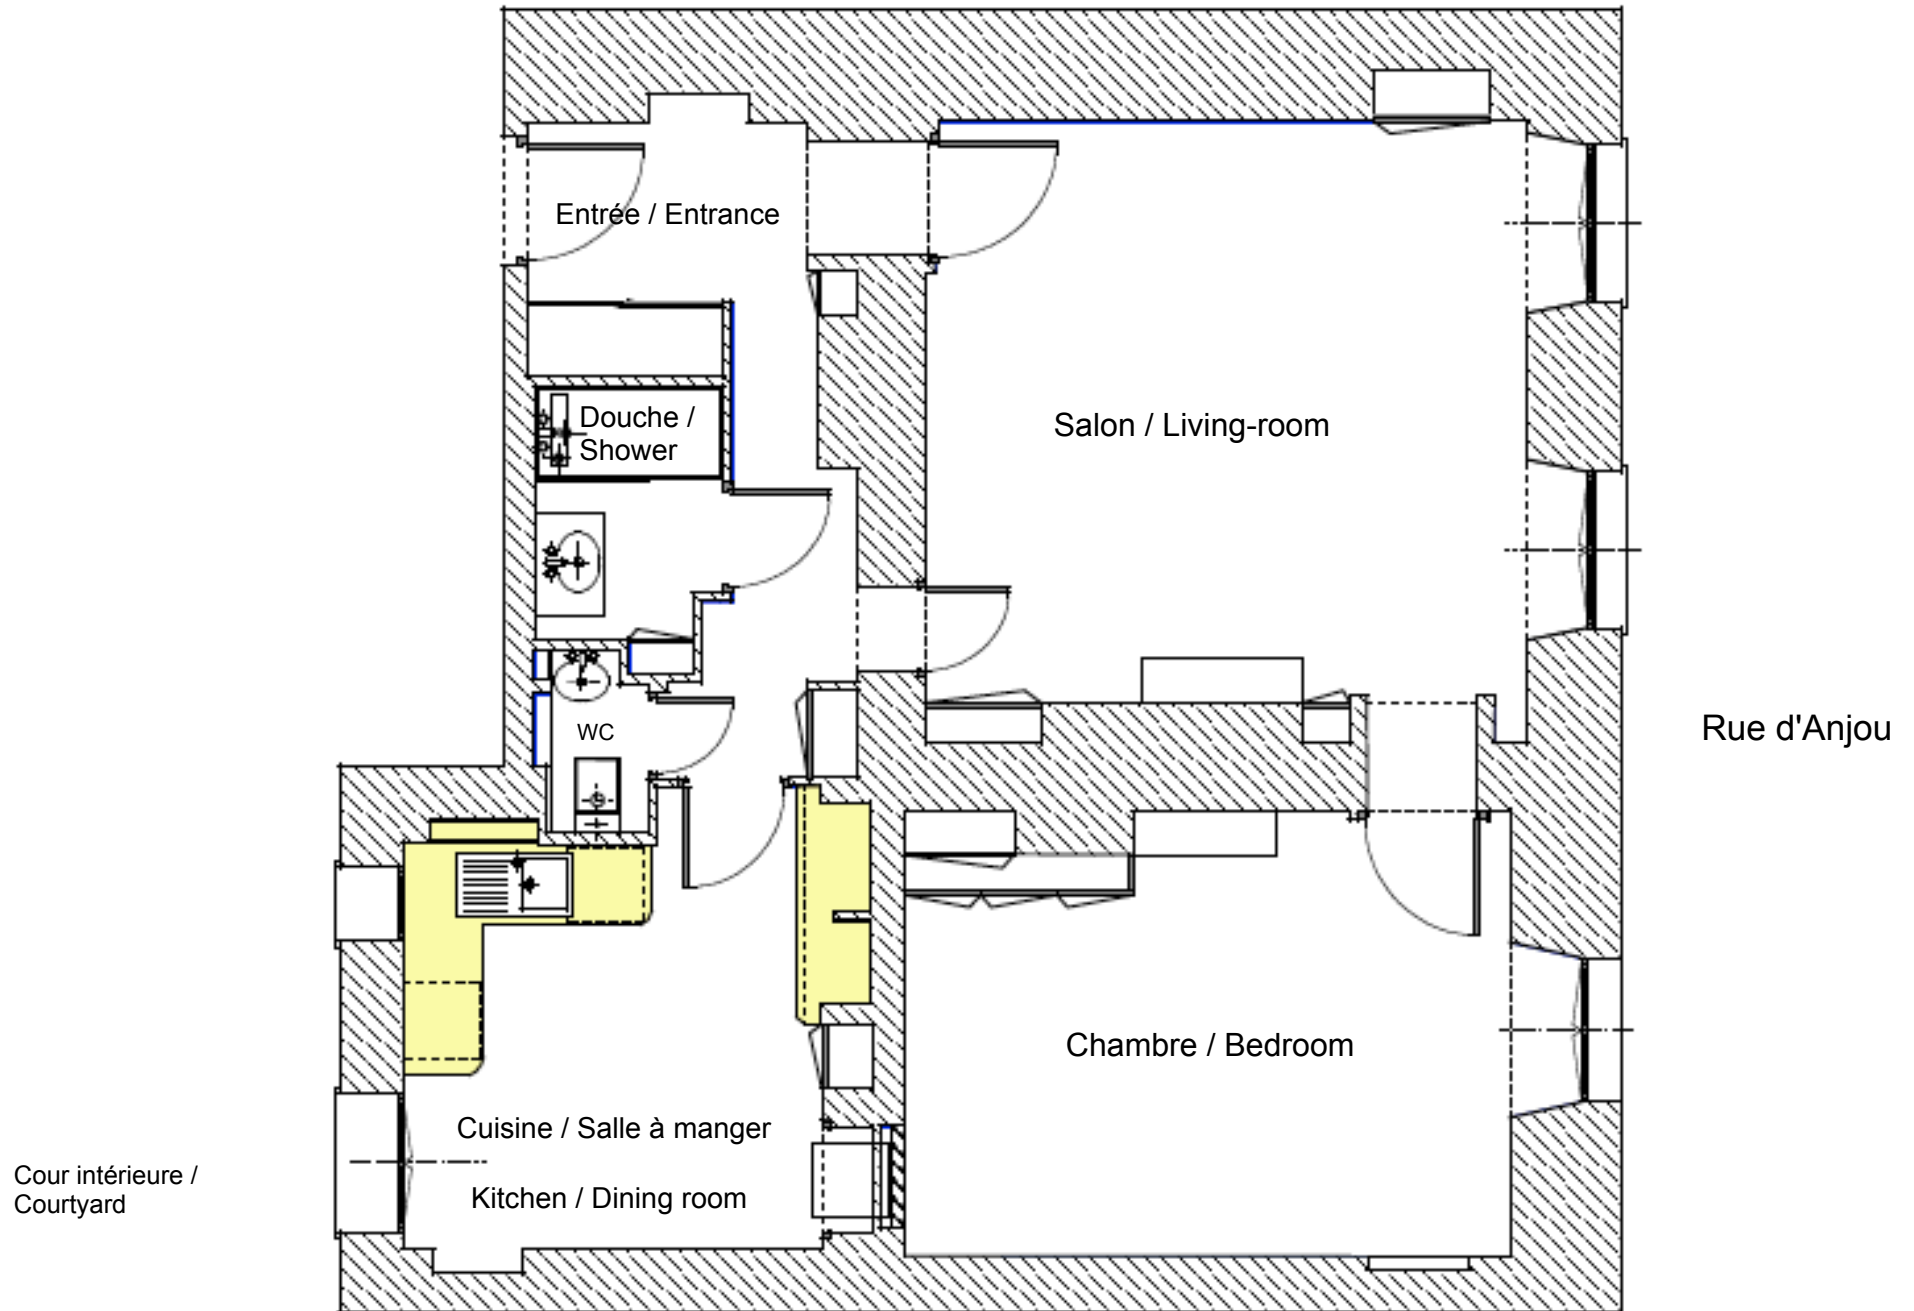 Entrée / Entrance
Douche /
Shower
Salon / Living-room
WC
Rue d'Anjou
Chambre / Bedroom
Cuisine / Salle à manger
Kitchen / Dining room
Cour intérieure /
Courtyard